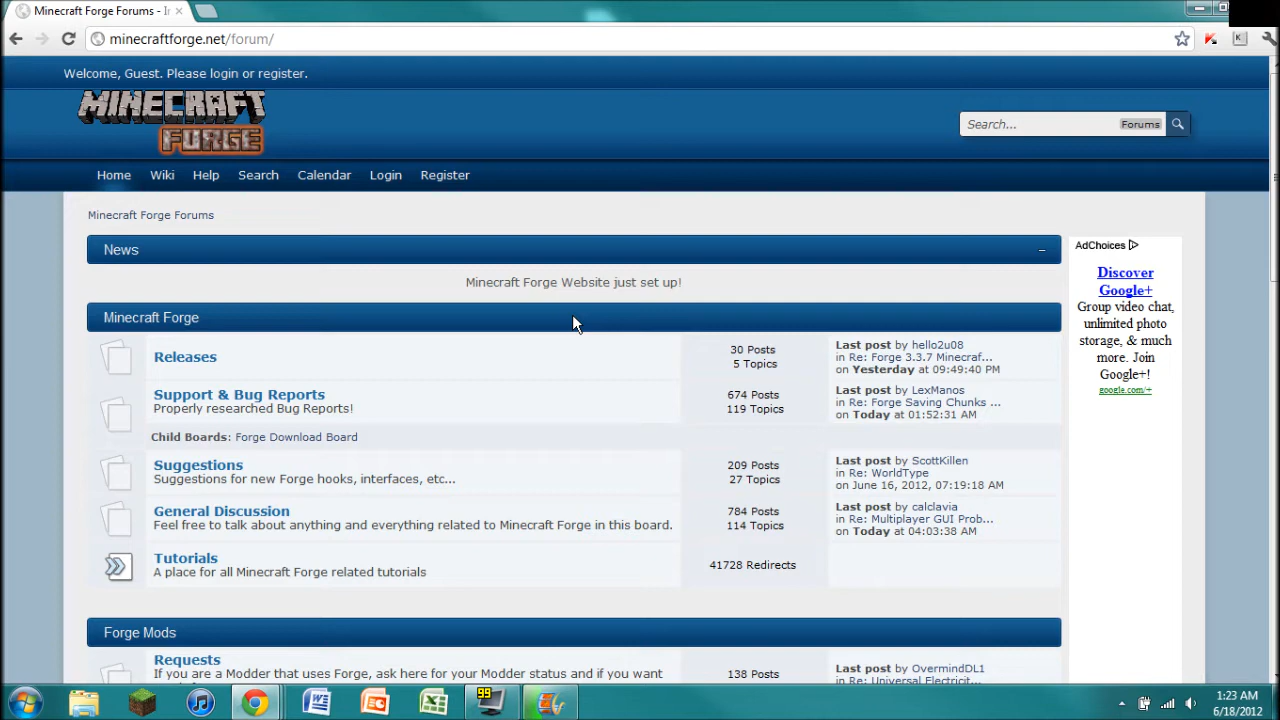 Minecraft Forge Forums - Ir
minecraftforge.net/forum/
Welcome, Guest. Please login or register.
MINECRAFT
FORGE
Search... Forums
Home Wiki Help Search Calendar Login Register
Minecraft Forge Forums
News
AdChoices
Discover
Google+
Group video chat,
unlimited photo
storage, & much
more. Join
Google+!
google.com/+
Minecraft Forge Website just set up!
Minecraft Forge
Releases
30 Posts
5 Topics
Last post by hello2u08
in Re: Forge 3.3.7 Minecraf...
on Yesterday at 09:49:40 PM
Support & Bug Reports
Properly researched Bug Reports!
674 Posts
119 Topics
Last post by LexManos
in Re: Forge Saving Chunks ...
on Today at 01:52:31 AM
Child Boards: Forge Download Board
Suggestions
Suggestions for new Forge hooks, interfaces, etc...
209 Posts
27 Topics
Last post by ScottKillen
in Re: WorldType
on June 16, 2012, 07:19:18 AM
General Discussion
Feel free to talk about anything and everything related to Minecraft Forge in this board.
784 Posts
114 Topics
Last post by calclavia
in Re: Multiplayer GUI Prob...
on Today at 04:03:38 AM
Tutorials
A place for all Minecraft Forge related tutorials
41728 Redirects
Forge Mods
Requests
If you are a Modder that uses Forge, ask here for your Modder status and if you want
138 Posts
Last post by OvermindDL1
in Re: Universal Electricit...
99
1:23 AM
6/18/2012